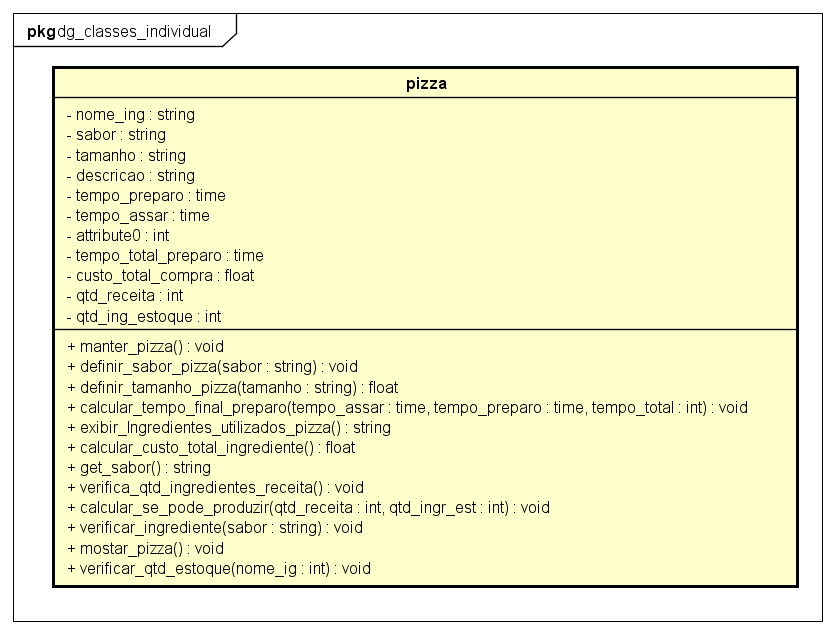 pkg dg_classes_individual
pizza
- nome_ing : string
- sabor : string
- tamanho : string
- descricao : string
- tempo_preparo : time
- tempo_assar : time
- attribute0 : int
- tempo_total_preparo : time
- custo_total_compra : float
- qtd_receita : int
- qtd_ing_estoque : int
+ manter_pizza() : void
+ definir_sabor_pizza(sabor : string) : void
+ definir_tamanho_pizza(tamanho : string) : float
+ calcular_tempo_final_preparo(tempo_assar : time, tempo_preparo : time, tempo_total : int) : void
+ exibir_Ingredientes_utilizados_pizza() : string
+ calcular_custo_total_ingrediente() : float
+ get_sabor() : string
+ verifica_qtd_ingredientes_receita() : void
+ calcular_se_pode_produzir(qtd_receita : int, qtd_ingr_est : int) : void
+ verificar_ingrediente(sabor : string) : void
+ mostar_pizza() : void
+ verificar_qtd_estoque(nome_ig : int) : void